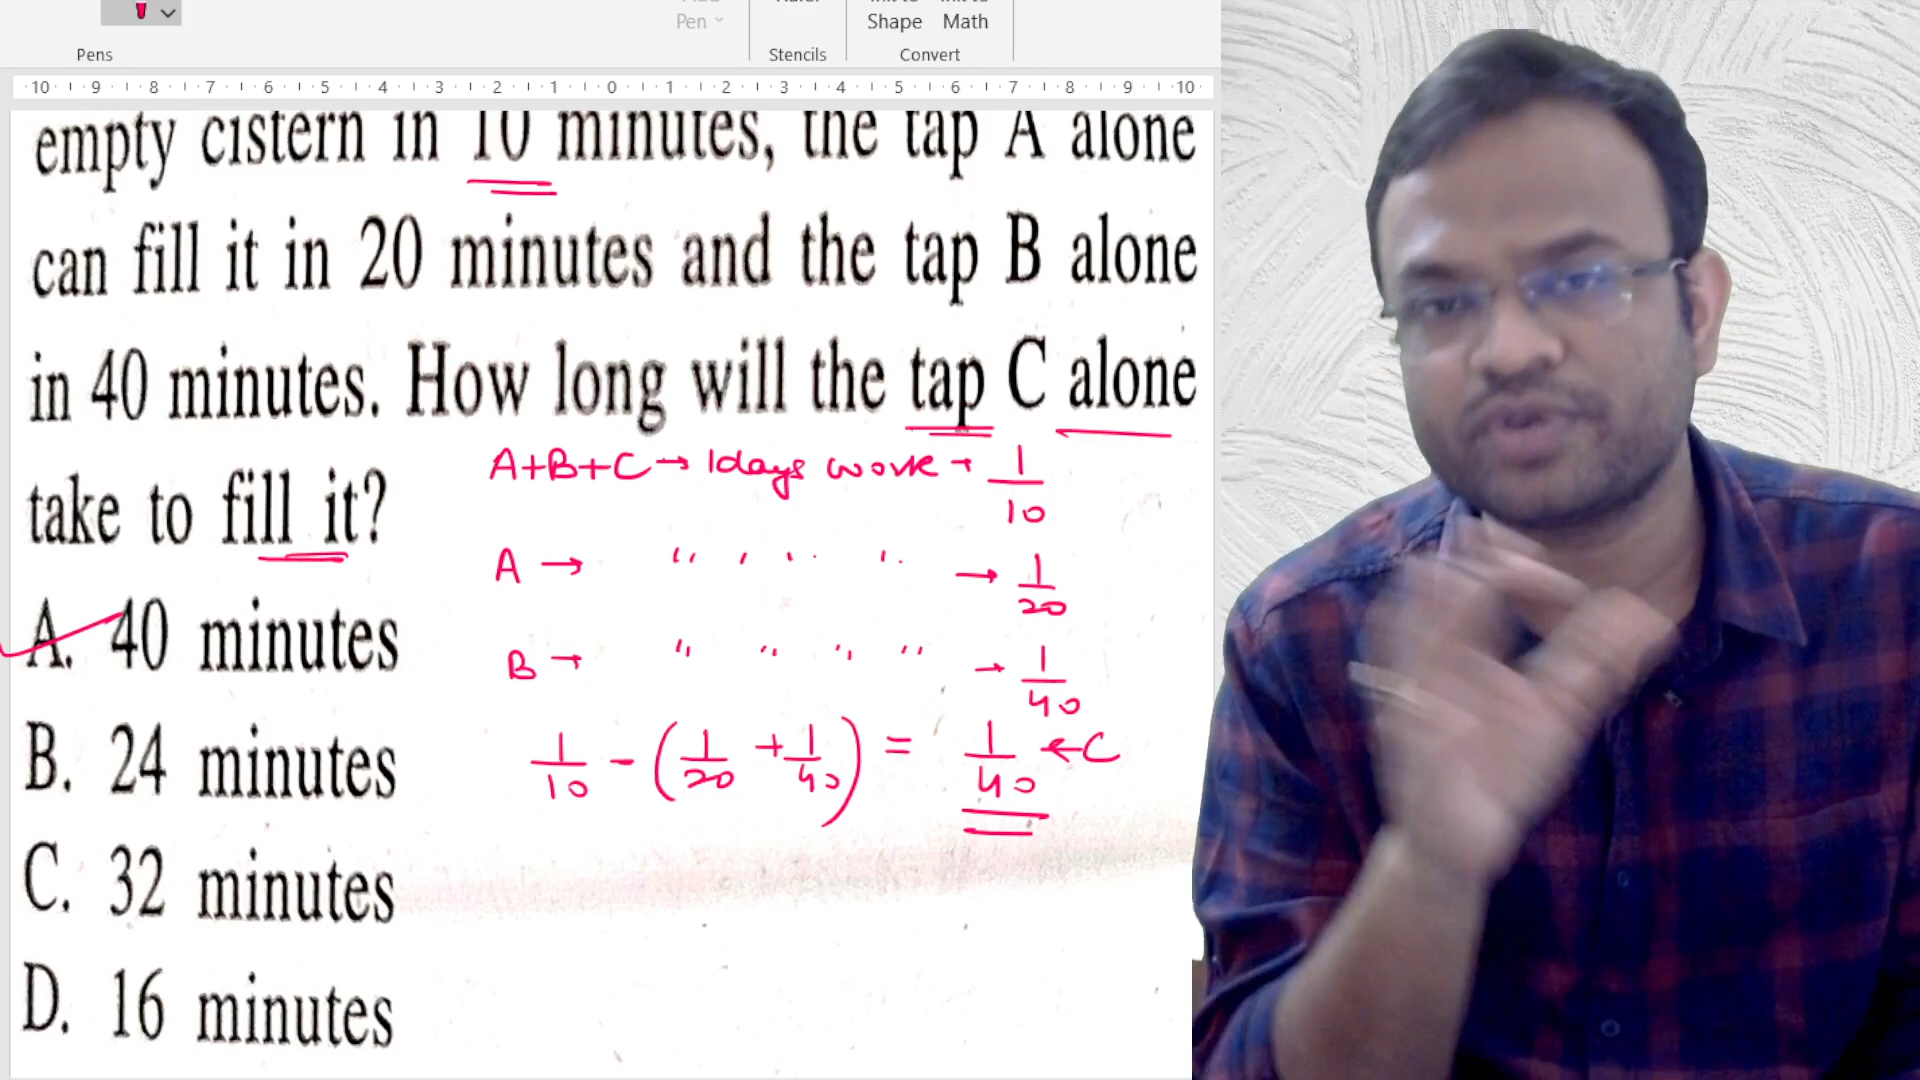 Pen
Shape Math
Pens
Stencils
Convert
10 9 8 7 6 5 4 3 2 1 0 1 2 3 4 5 6 7 8 9 10
empty cistern in 10 minutes, the tap A alone
can fill it in 20 minutes and the tap B alone
in 40 minutes. How long will the tap C alone
take to fill it?
A+B+C → 1days work → 1/10
A → " " " " → 1/20
B → " " " " → 1/40
1/10 - (1/20 + 1/40) = 1/40 ← C
A. 40 minutes
B. 24 minutes
C. 32 minutes
D. 16 minutes